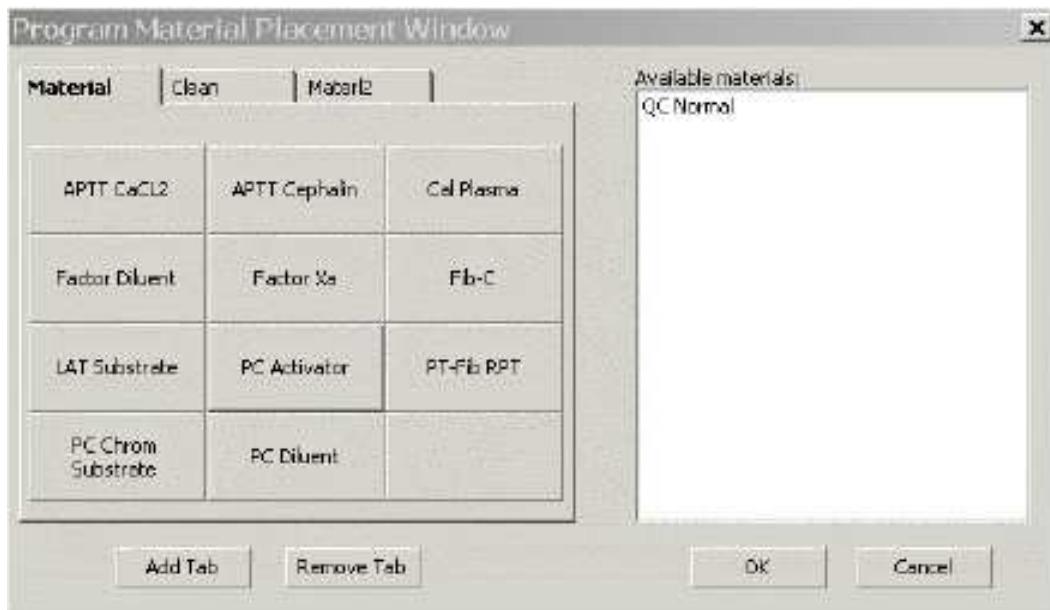 Program Material Placement Window
Material Clean Materl2
Available materials:
QC Normal
APTT CaCL2 APTT Cephalin Cal Plasma
Factor Diluent Factor Xa Fib-C
LAT Substrate PC Activator PT-Fib RPT
PC Chrom
Substrate
PC Diluent
Add Tab Remove Tab OK Cancel